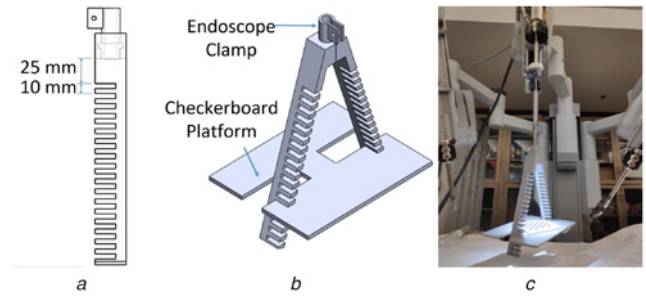 25 mm
10 mm
Endoscope
Clamp
Checkerboard
Platform
a
b
c